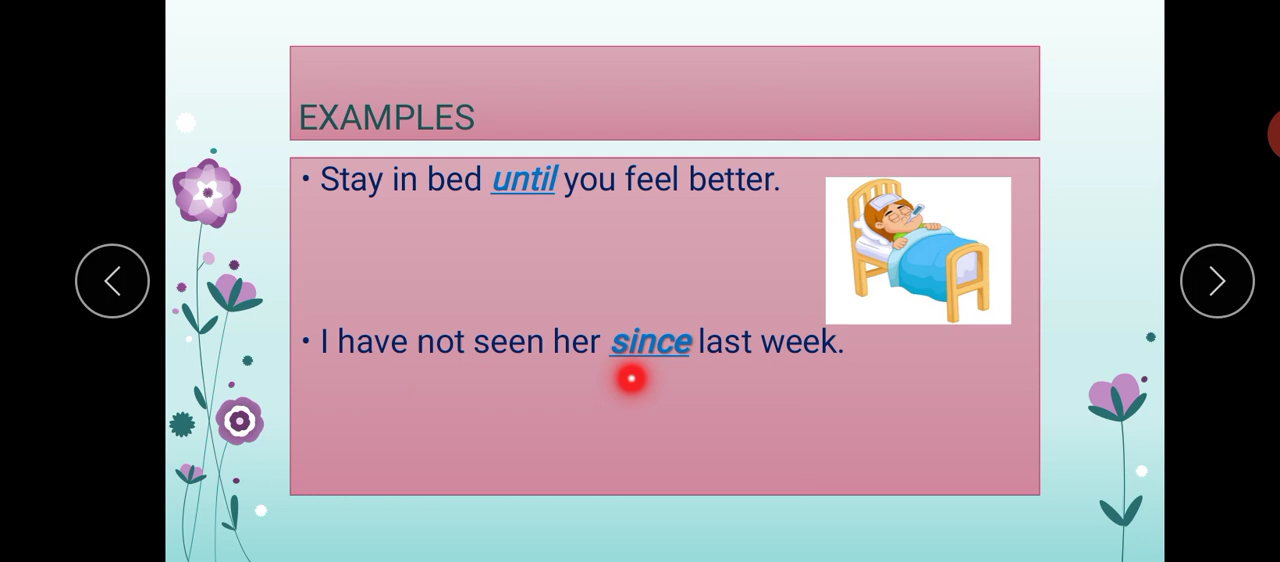 EXAMPLES
• Stay in bed until you feel better.
• I have not seen her since last week.